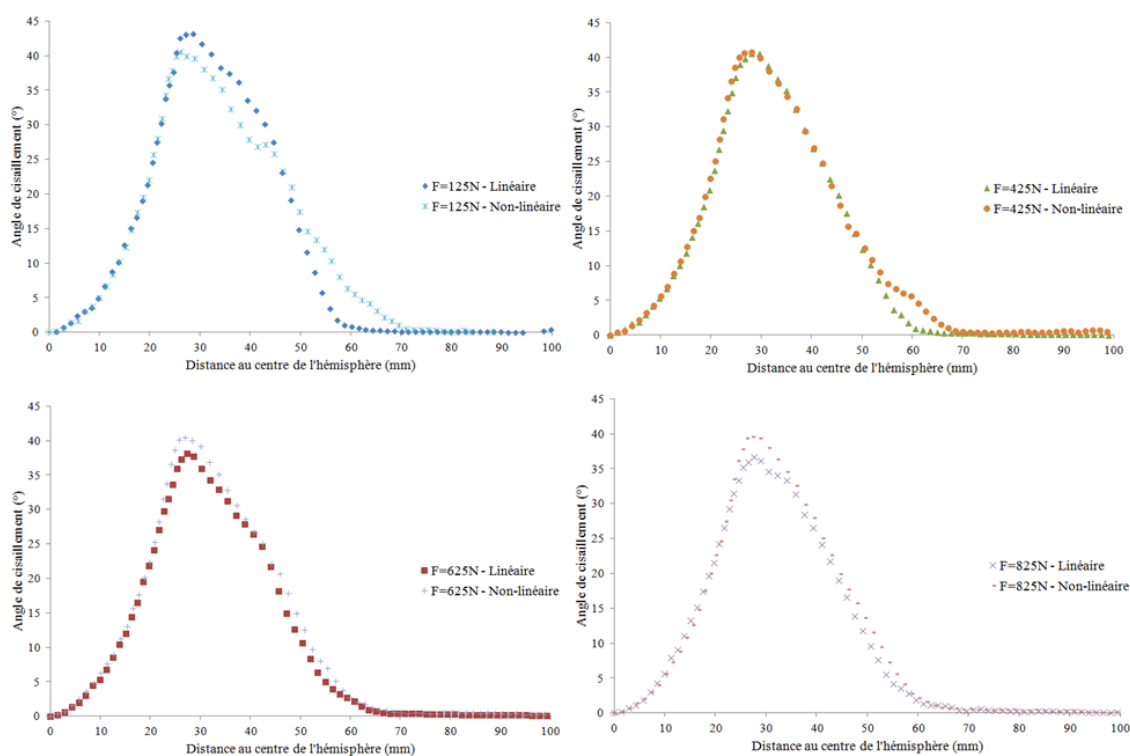 Angle de cisaillement (°)
45
40
35
30
25
20
15
10
5
0
0 10 20 30 40 50 60 70 80 90 100
Distance au centre de l'hémisphère (mm)
F=125N - Linéaire
F=125N - Non-linéaire
Angle de cisaillement (°)
45
40
35
30
25
20
15
10
5
0
0 10 20 30 40 50 60 70 80 90 100
Distance au centre de l'hémisphère (mm)
F=425N - Linéaire
F=425N - Non-linéaire
Angle de cisaillement (°)
45
40
35
30
25
20
15
10
5
0
0 10 20 30 40 50 60 70 80 90 100
Distance au centre de l'hémisphère (mm)
F=625N - Linéaire
F=625N - Non-linéaire
Angle de cisaillement (°)
45
40
35
30
25
20
15
10
5
0
0 10 20 30 40 50 60 70 80 90 100
Distance au centre de l'hémisphère (mm)
F=825N - Linéaire
F=825N - Non-linéaire